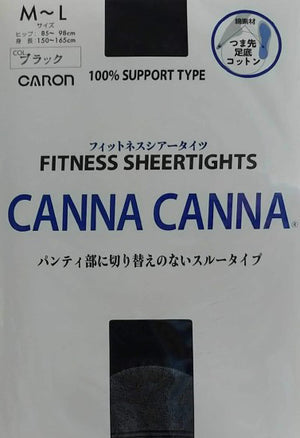 M～L
サイズ
ヒップ：85～ 98cm
身 長：150～165cm
COL
ブラック
CARON
綿素材
つま先
足底
コットン
100% SUPPORT TYPE
フィットネスシアータイツ
FITNESS SHEERTIGHTS
CANNA CANNA®
パンティ部に切り替えのないスルータイプ